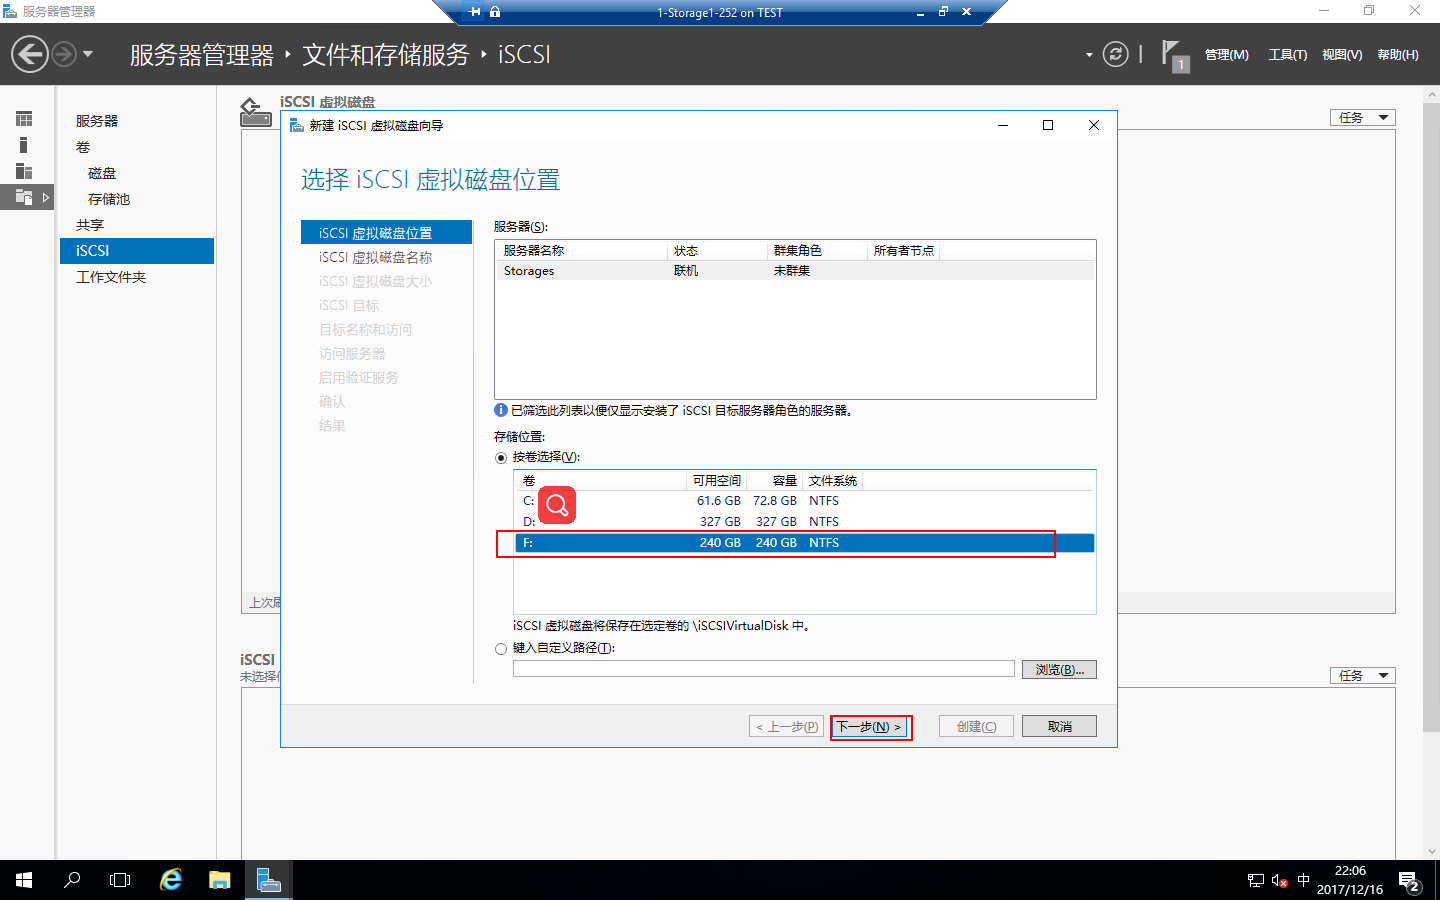 服务器管理器
1-Storage1-252 on TEST
服务器管理器 文件和存储服务 iSCSI
1
管理(M) 工具(T) 视图(V) 帮助(H)
服务器
卷
磁盘
存储池
共享
iSCSI
工作文件夹
iSCSI 虚拟磁盘
任务
上次刷
iSCSI
未选择
任务
新建 iSCSI 虚拟磁盘向导
选择 iSCSI 虚拟磁盘位置
iSCSI 虚拟磁盘位置
iSCSI 虚拟磁盘名称
iSCSI 虚拟磁盘大小
iSCSI 目标
目标名称和访问
访问服务器
启用验证服务
确认
结果
服务器(S):
服务器名称 状态 群集角色 所有者节点
Storages 联机 未群集
已筛选此列表以便仅显示安装了 iSCSI 目标服务器角色的服务器。
存储位置:
按卷选择(V):
卷 可用空间 容量 文件系统
C: 61.6 GB 72.8 GB NTFS
D: 327 GB 327 GB NTFS
F: 240 GB 240 GB NTFS
iSCSI 虚拟磁盘将保存在选定卷的 \iSCSIVirtualDisk 中。
键入自定义路径(T):
浏览(B)...
< 上一步(P) 下一步(N) > 创建(C) 取消
中
22:06
2017/12/16
2